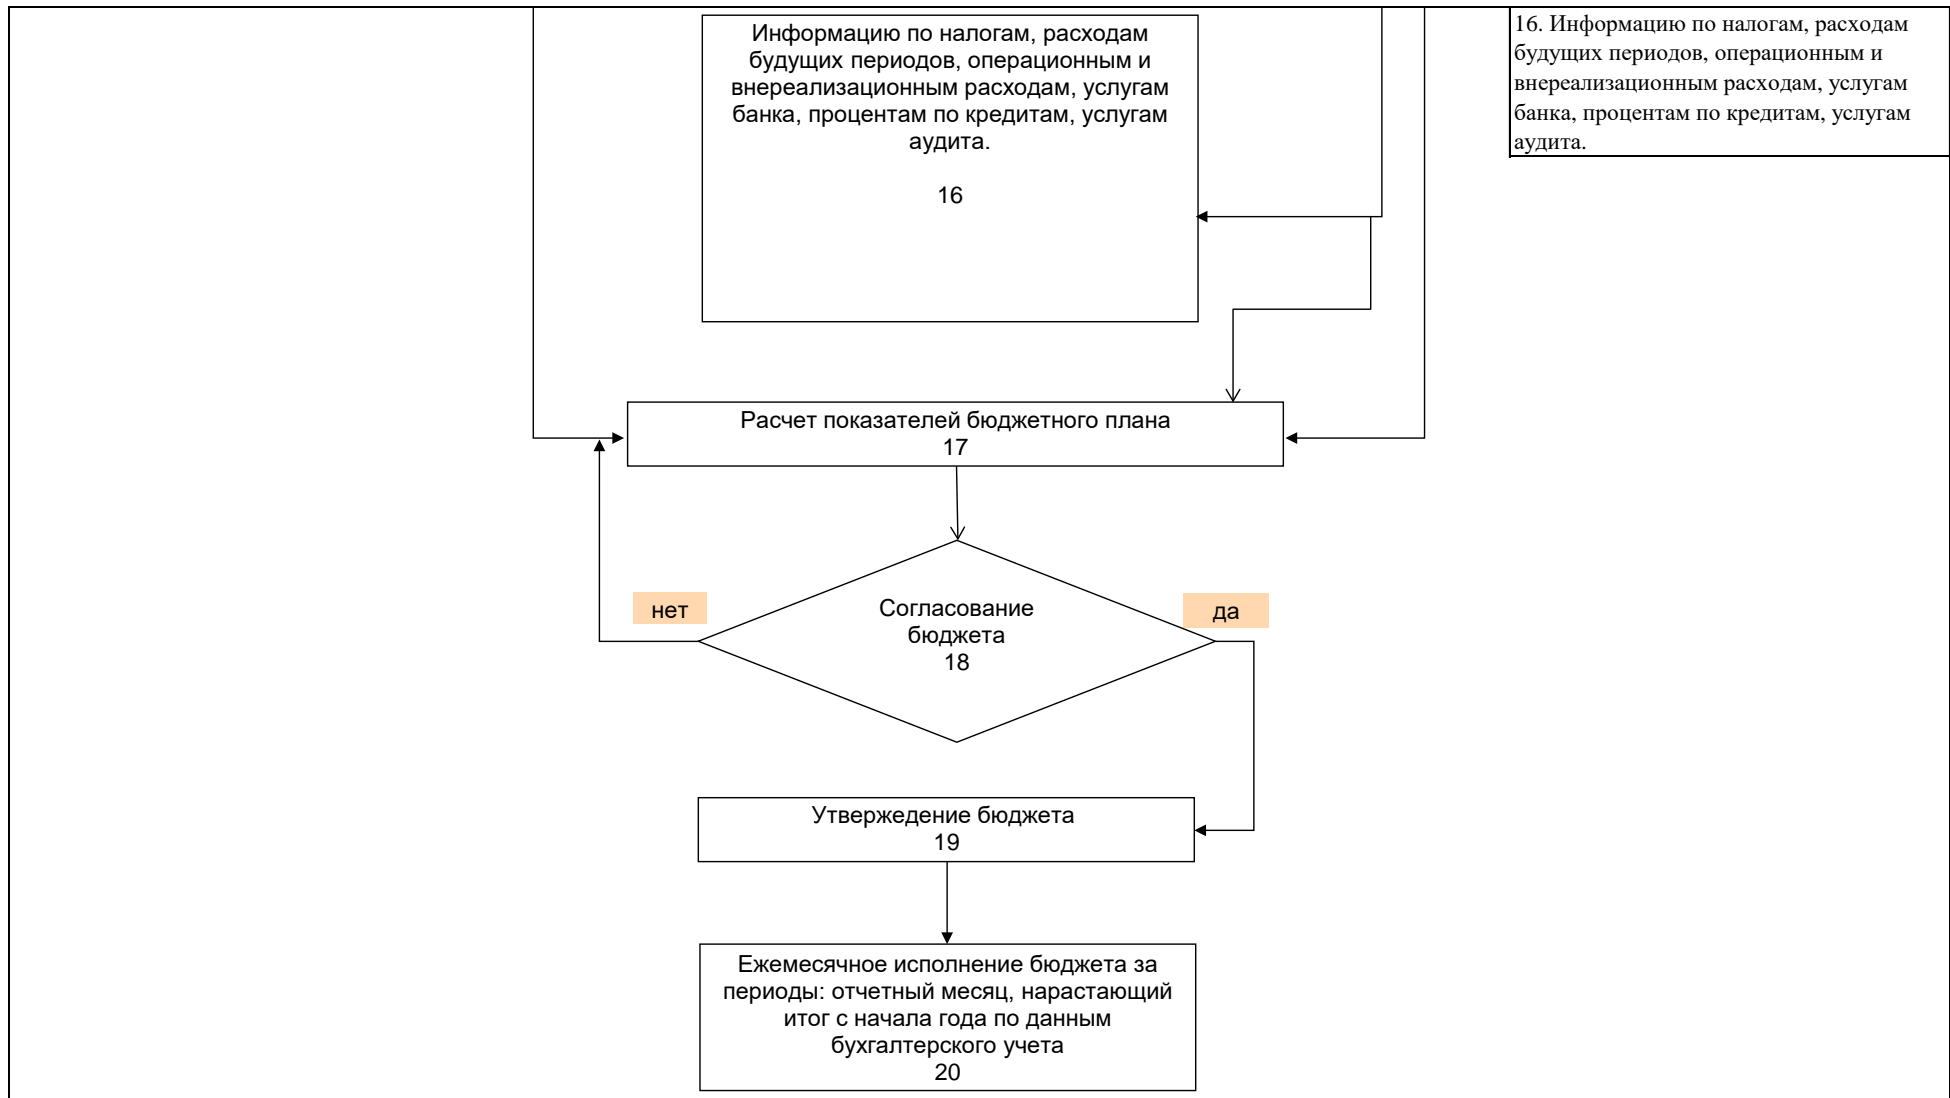 Информацию по налогам, расходам
будущих периодов, операционным и
внереализационным расходам, услугам
банка, процентам по кредитам, услугам
аудита.
16
16. Информацию по налогам, расходам
будущих периодов, операционным и
внереализационным расходам, услугам
банка, процентам по кредитам, услугам
аудита.
Расчет показателей бюджетного плана
17
нет
Согласование
бюджета
18
да
Утвержедение бюджета
19
Ежемесячное исполнение бюджета за
периоды: отчетный месяц, нарастающий
итог с начала года по данным
бухгалтерского учета
20